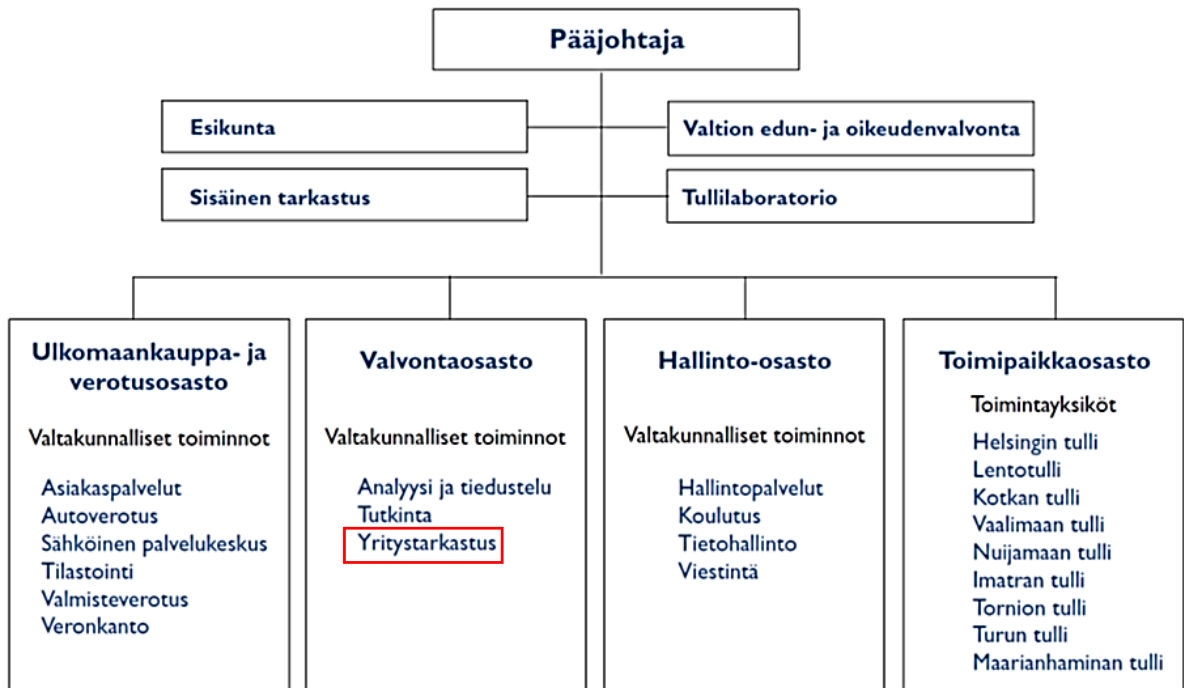 Pääjohtaja
Esikunta
Valtion edun- ja oikeudenvalvonta
Sisäinen tarkastus
Tullilaboratorio
Ulkomaankauppa- ja
verotusosasto
Valtakunnalliset toiminnot
Asiakaspalvelut
Autoverotus
Sähköinen palvelukeskus
Tilastointi
Valmisteverotus
Veronkanto
Valvontaosasto
Valtakunnalliset toiminnot
Analyysi ja tiedustelu
Tutkinta
Yritystarkastus
Hallinto-osasto
Valtakunnalliset toiminnot
Hallintopalvelut
Koulutus
Tietohallinto
Viestintä
Toimipaikkaosasto
Toimintayksiköt
Helsingin tulli
Lentotulli
Kotkan tulli
Vaalimaan tulli
Nuijamaan tulli
Imatran tulli
Tornion tulli
Turun tulli
Maarianhaminan tulli